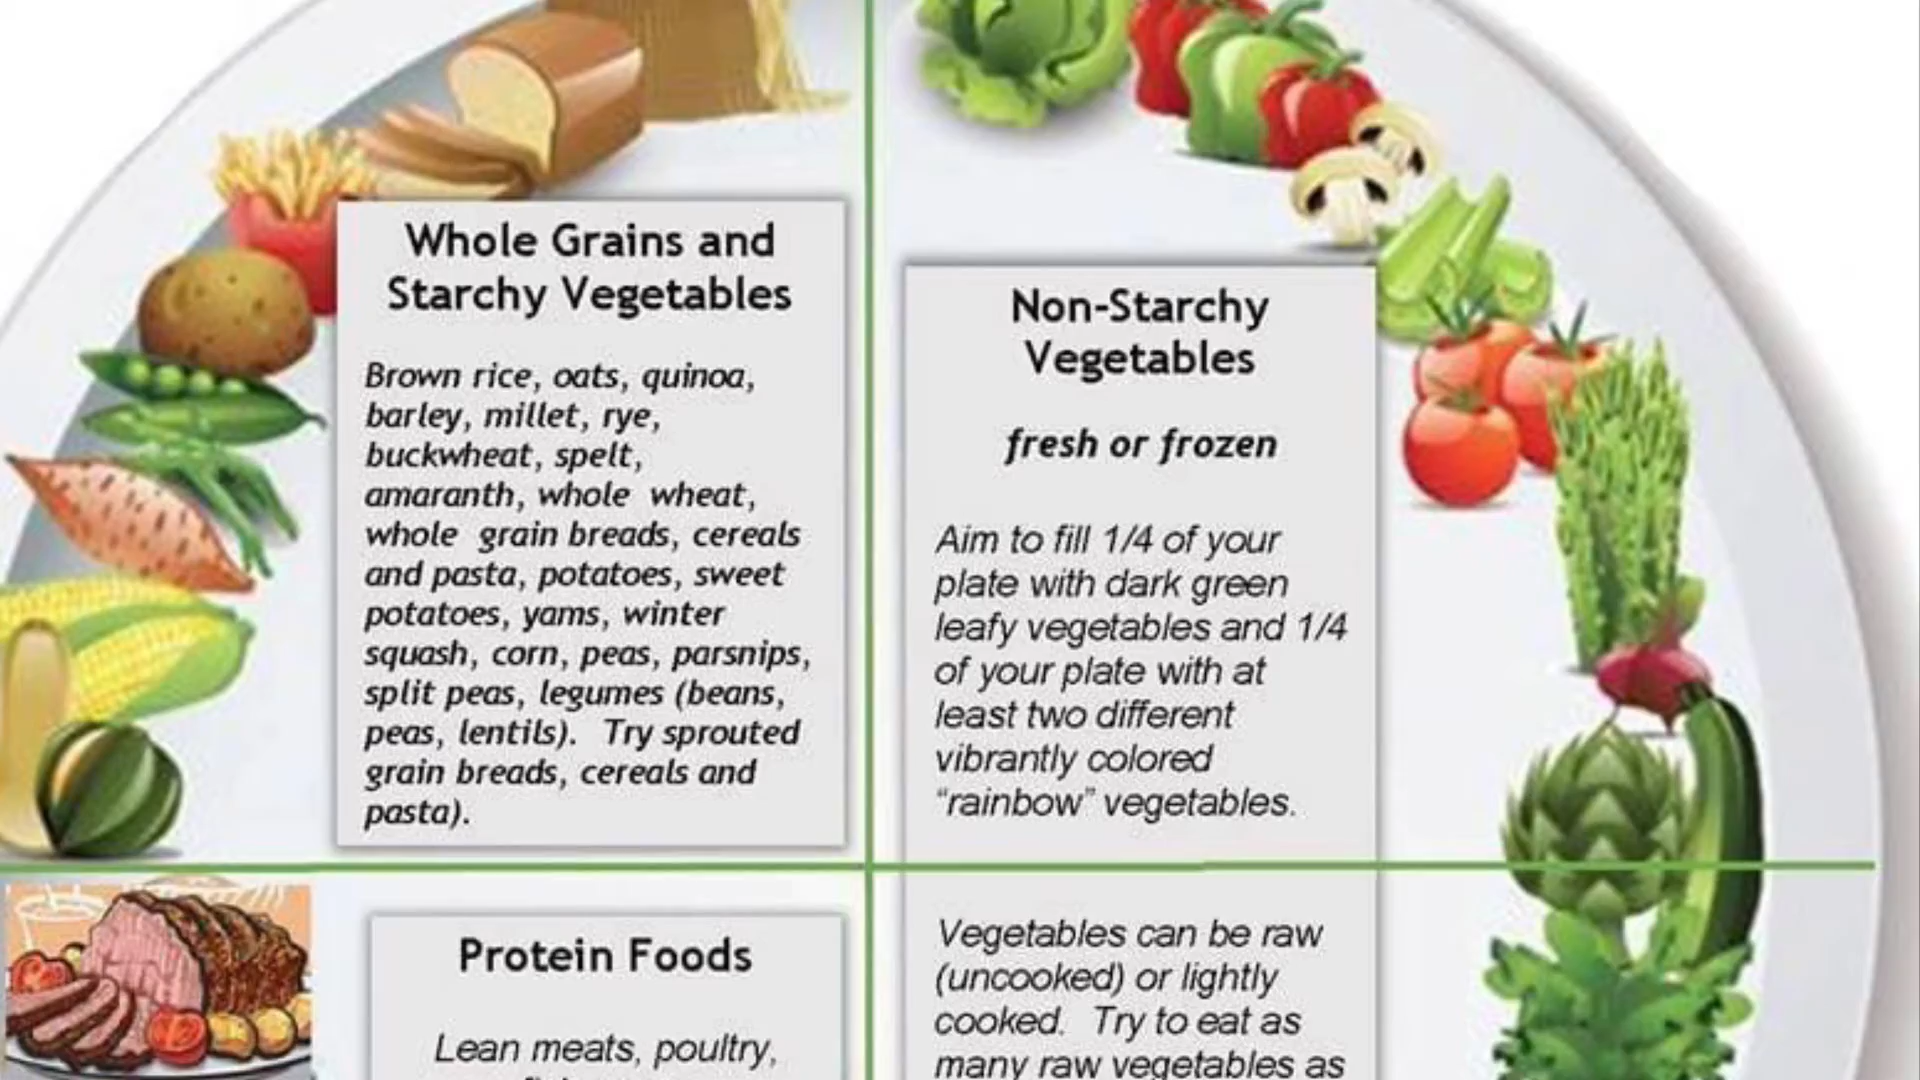 Whole Grains and
Starchy Vegetables
Brown rice, oats, quinoa,
barley, millet, rye,
buckwheat, spelt,
amaranth, whole wheat,
whole grain breads, cereals
and pasta, potatoes, sweet
potatoes, yams, winter
squash, corn, peas, parsnips,
split peas, legumes (beans,
peas, lentils). Try sprouted
grain breads, cereals and
pasta).
Non-Starchy
Vegetables
fresh or frozen
Aim to fill 1/4 of your
plate with dark green
leafy vegetables and 1/4
of your plate with at
least two different
vibrantly colored
“rainbow” vegetables.
Protein Foods
Lean meats, poultry,
Vegetables can be raw
(uncooked) or lightly
cooked. Try to eat as
many raw vegetables as